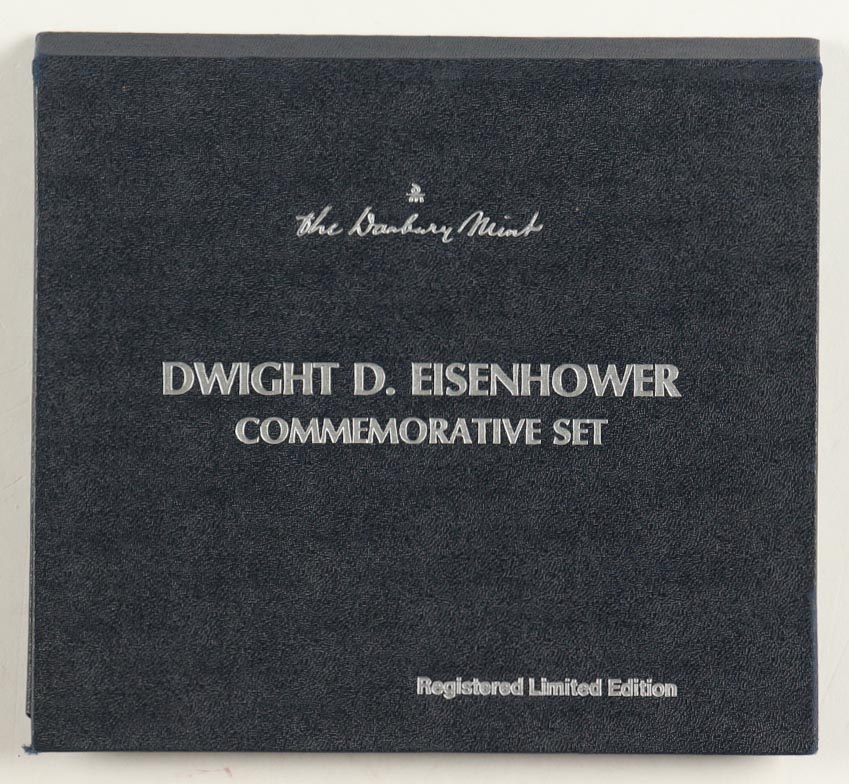 The Danbury Mint
DWIGHT D. EISENHOWER
COMMEMORATIVE SET
Registered Limited Edition